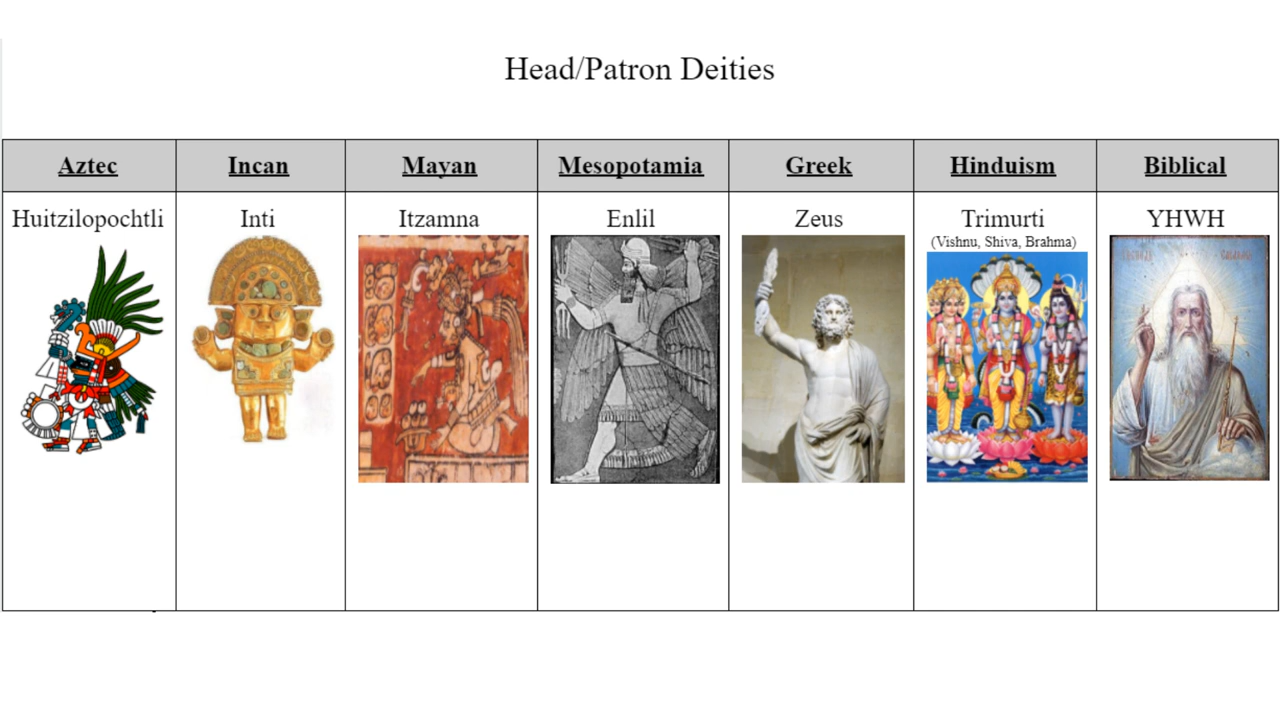 Head/Patron Deities
Aztec
Incan
Mayan
Mesopotamia
Greek
Hinduism
Biblical
Huitzilopochtli
Inti
Itzamna
Enlil
Zeus
Trimurti
(Vishnu, Shiva, Brahma)
YHWH